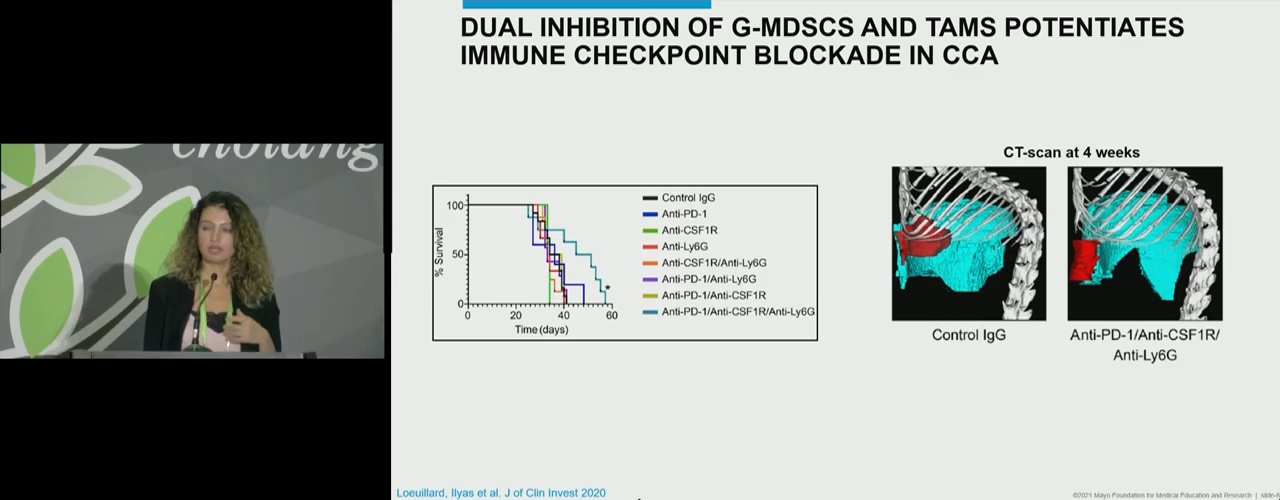 DUAL INHIBITION OF G-MDSCS AND TAMS POTENTIATES
IMMUNE CHECKPOINT BLOCKADE IN CCA
cholang
100
50
0
% Survival
0 20 40 60
Time (days)
*
Control IgG
Anti-PD-1
Anti-CSF1R
Anti-Ly6G
Anti-CSF1R/Anti-Ly6G
Anti-PD-1/Anti-Ly6G
Anti-PD-1/Anti-CSF1R
Anti-PD-1/Anti-CSF1R/Anti-Ly6G
CT-scan at 4 weeks
Control IgG
Anti-PD-1/Anti-CSF1R/
Anti-Ly6G
Loeuillard, Ilyas et al. J of Clin Invest 2020
©2021 Mayo Foundation for Medical Education and Research |